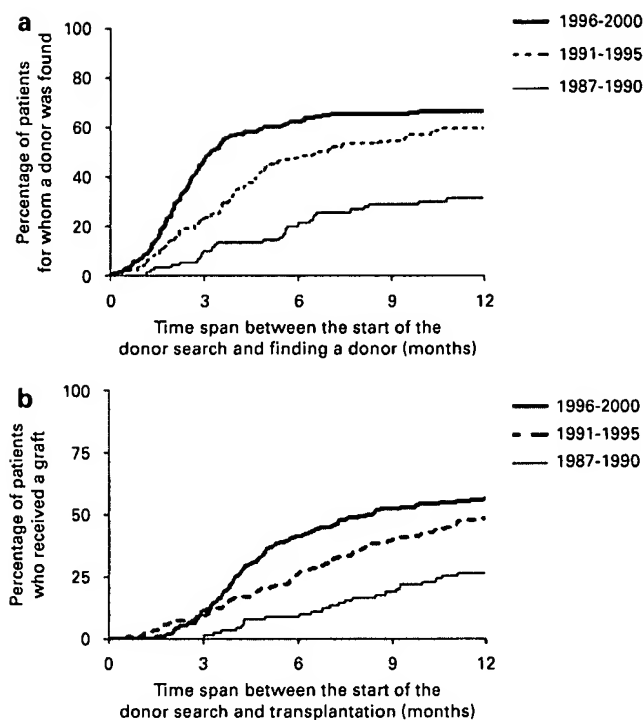 a
1996-2000
1991-1995
1987-1990
Percentage of patients
for whom a donor was found
100
80
60
40
20
0
0 3 6 9 12
Time span between the start of the
donor search and finding a donor (months)
b
1996-2000
1991-1995
1987-1990
Percentage of patients
who received a graft
100
75
50
25
0
0 3 6 9 12
Time span between the start of the
donor search and transplantation (months)